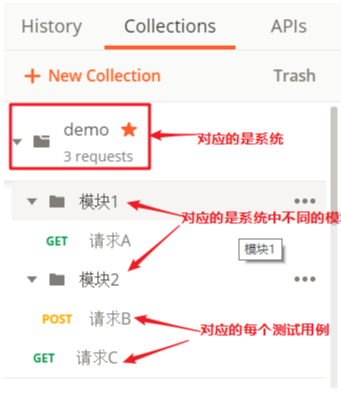 History Collections APIs
+ New Collection Trash
demo
3 requests
对应的是系统
模块1
对应的是系统中不同的模
GET 请求A
模块1
模块2
POST 请求B
对应的每个测试用例
GET 请求C